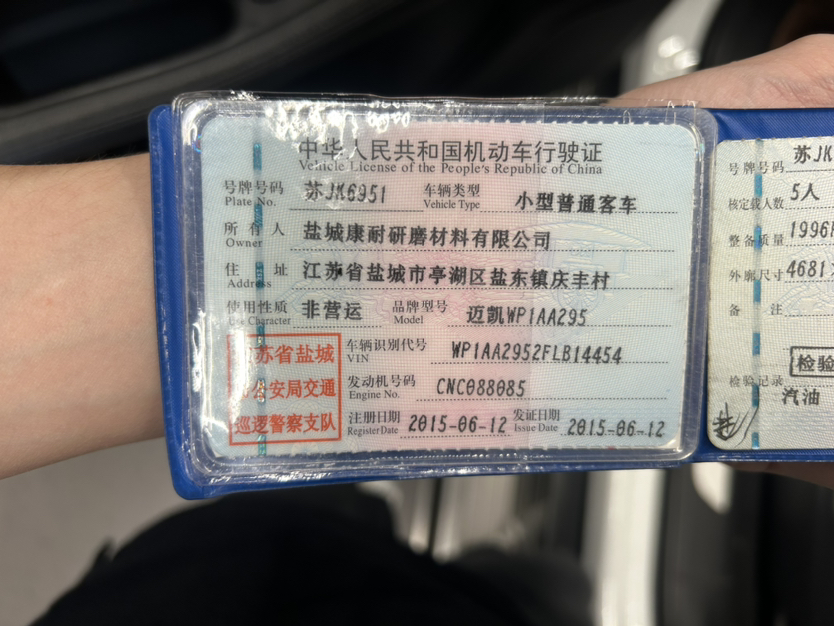 中华人民共和国机动车行驶证
Vehicle License of the People's Republic of China
号牌号码 苏JK6951 车辆类型 小型普通客车
Plate No. Vehicle Type
所有人 盐城康耐研磨材料有限公司
Owner
住址 江苏省盐城市亭湖区盐东镇庆丰村
Address
使用性质 非营运 品牌型号 迈凯WP1AA295
Use Character Model
苏省盐城
公安局交通
巡逻警察支队
车辆识别代号 WP1AA2952FLB14454
VIN
发动机号码 CNC088085
Engine No.
注册日期 2015-06-12 发证日期 2015-06-12
Register Date Issue Date
号牌号码 苏JK
核定载人数 5人
整备质量 1996
外廓尺寸 4681
备注
检验
检验记录
汽油